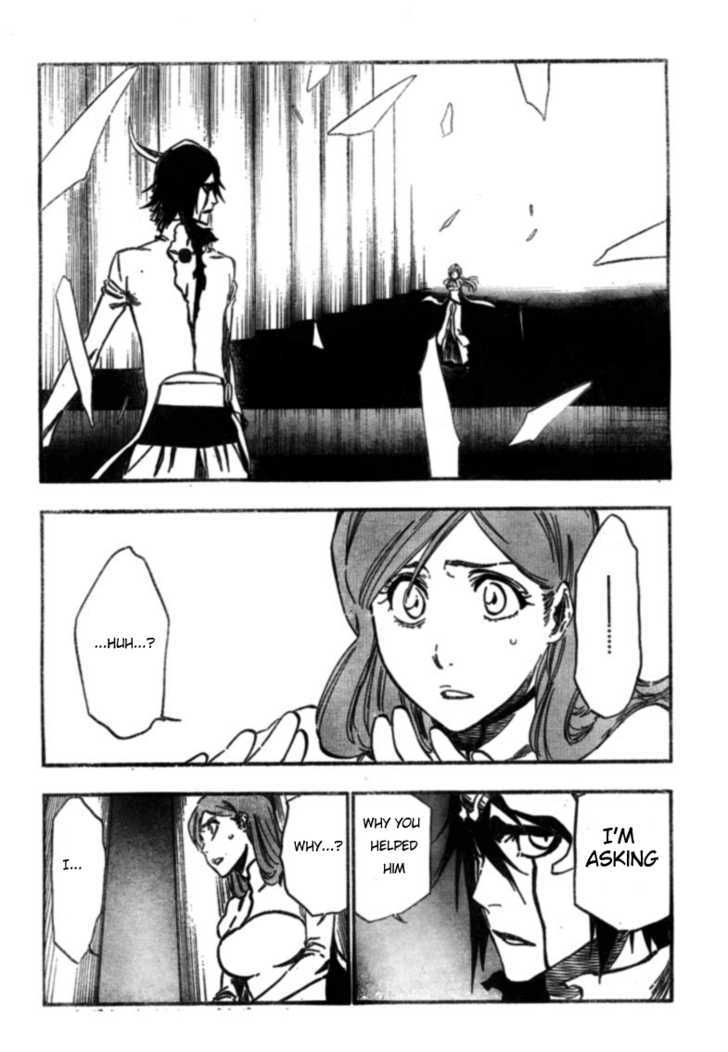 .........
...HUH...?
I'M
ASKING
WHY YOU
HELPED
HIM
WHY...?
I...